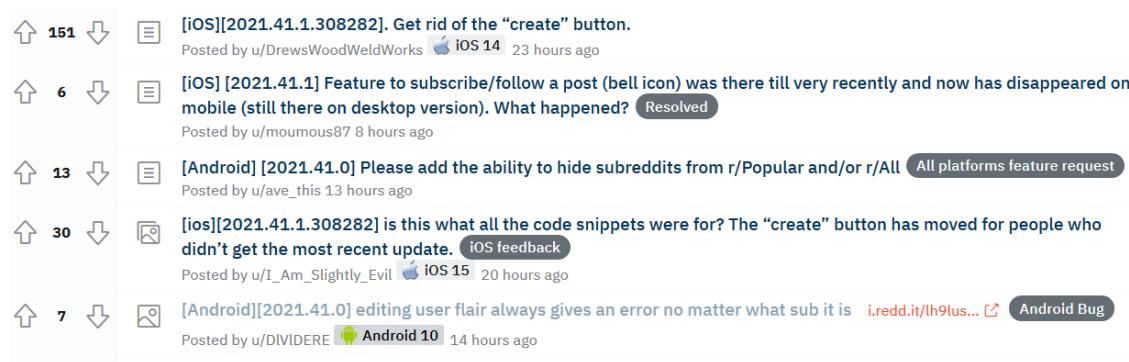 [iOS][2021.41.1.308282]. Get rid of the “create” button.
151
Posted by u/DrewsWoodWeldWorks iOS 14 23 hours ago
[iOS] [2021.41.1] Feature to subscribe/follow a post (bell icon) was there till very recently and now has disappeared on
6
mobile (still there on desktop version). What happened? Resolved
Posted by u/moumous87 8 hours ago
13 [Android] [2021.41.0] Please add the ability to hide subreddits from r/Popular and/or r/All All platforms feature request
Posted by u/ave_this 13 hours ago
[ios][2021.41.1.308282] is this what all the code snippets were for? The “create” button has moved for people who
30
didn’t get the most recent update. iOS feedback
Posted by u/I_Am_Slightly_Evil iOS 15 20 hours ago
7 [Android][2021.41.0] editing user flair always gives an error no matter what sub it is i.redd.it/lh9lus... Android Bug
Posted by u/DlVlDERE Android 10 14 hours ago